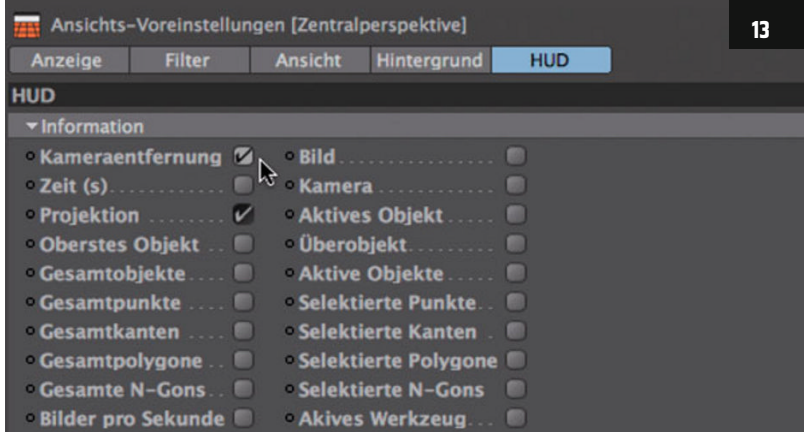 Ansichts-Voreinstellungen [Zentralperspektive]
13
Anzeige Filter Ansicht Hintergrund HUD
HUD
Information
Kameraentfernung Bild
Zeit (s) Kamera
Projektion Aktives Objekt
Oberstes Objekt Überobjekt
Gesamtobjekte Aktive Objekte
Gesamtpunkte Selektierte Punkte
Gesamtkanten Selektierte Kanten
Gesamtpolygone Selektierte Polygone
Gesamte N-Gons Selektierte N-Gons
Bilder pro Sekunde Akives Werkzeug